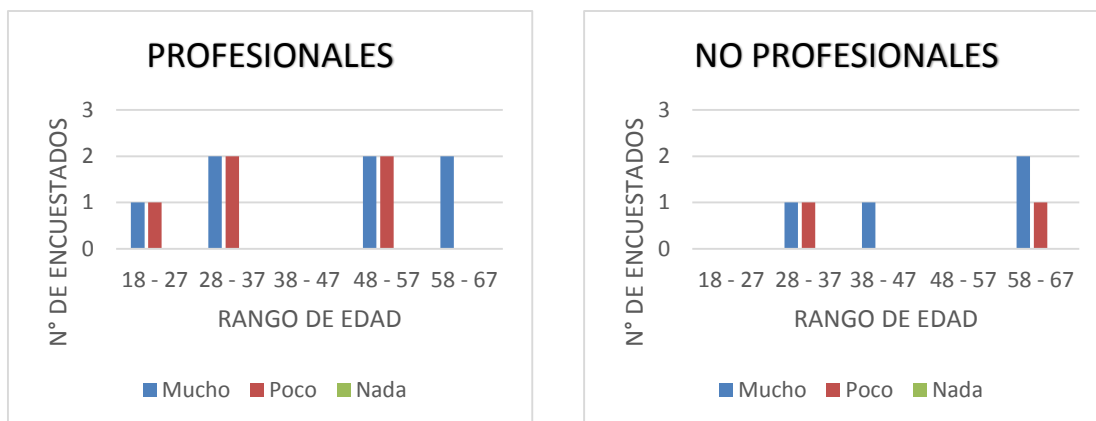 PROFESIONALES
N° DE ENCUESTADOS
3
2
1
0
18 - 27 28 - 37 38 - 47 48 - 57 58 - 67
RANGO DE EDAD
Mucho Poco Nada
NO PROFESIONALES
N° DE ENCUESTADOS
3
2
1
0
18 - 27 28 - 37 38 - 47 48 - 57 58 - 67
RANGO DE EDAD
Mucho Poco Nada